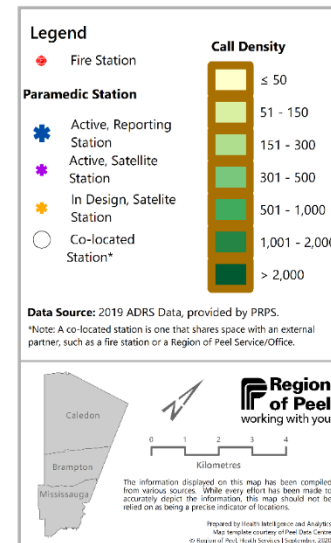 Legend
Fire Station
Paramedic Station
Active, Reporting
Station
Active, Satellite
Station
In Design, Satelite
Station
Co-located
Station*
Call Density
≤ 50
51 - 150
151 - 300
301 - 500
501 - 1,000
1,001 - 2,000
> 2,000
Data Source: 2019 ADRS Data, provided by PRPS.
*Note: A co-located station is one that shares space with an external
partner, such as a fire station or a Region of Peel Service/Office.
Caledon
Brampton
Mississauga
Region
of Peel
working with you
0 1 2 3 4
Kilometres
The information displayed on this map has been compiled
from various sources. While every effort has been made to
accurately depict the information, this map should not be
relied on as being a precise indicator of locations.
Prepared by Health Intelligence and Analytics
Map template courtesy of Peel Data Centre
© Region of Peel, Health Services | September, 2020